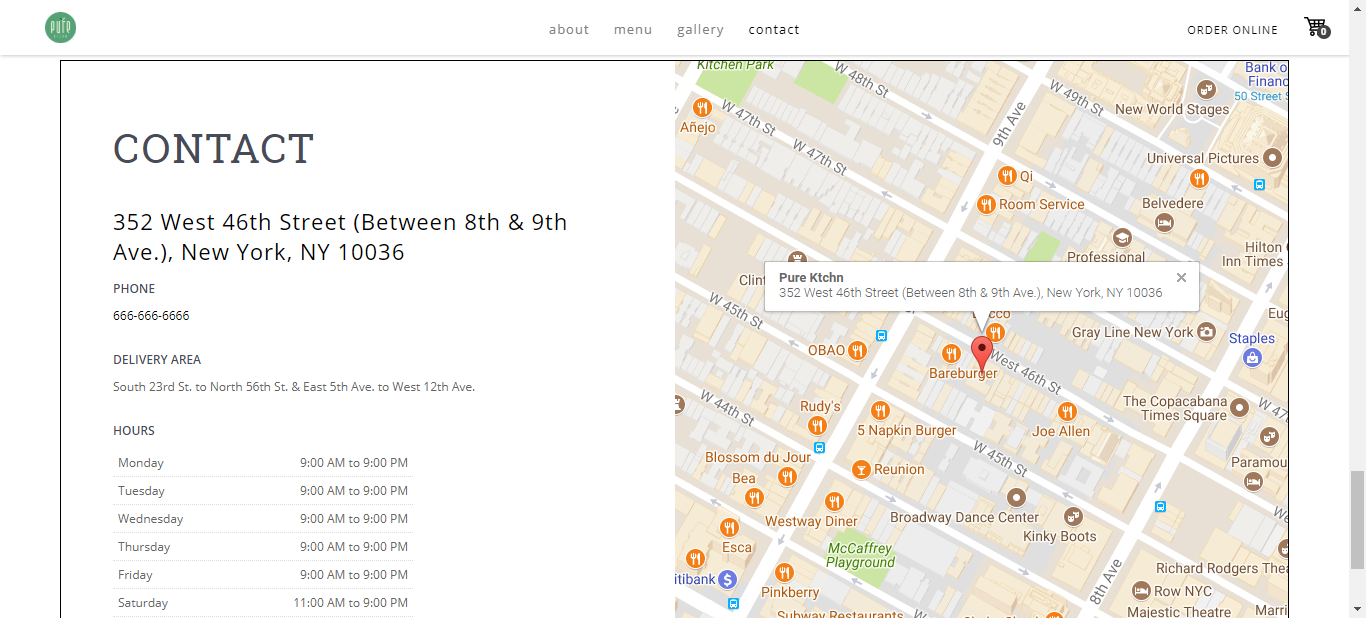 pure
about
menu
gallery
contact
ORDER ONLINE
0
CONTACT
352 West 46th Street (Between 8th & 9th
Ave.), New York, NY 10036
PHONE
666-666-6666
DELIVERY AREA
South 23rd St. to North 56th St. & East 5th Ave. to West 12th Ave.
HOURS
Monday 9:00 AM to 9:00 PM
Tuesday 9:00 AM to 9:00 PM
Wednesday 9:00 AM to 9:00 PM
Thursday 9:00 AM to 9:00 PM
Friday 9:00 AM to 9:00 PM
Saturday 11:00 AM to 9:00 PM
Kitchen Park
W 48th St
Bank o
Financ
50 Street S
W 49th St
New World Stages
Añejo
W 47th St
9th Ave
W 47th St
Universal Pictures
Qi
Room Service
Belvedere
Hilton
Inn Times
Professional
Clint
Pure Ktchn
352 West 46th Street (Between 8th & 9th Ave.), New York, NY 10036
W 45th St
Gray Line New York
Eug
Staples
OBAO
Bareburger
West 46th St
The Copacabana
Times Square
W 47
W 44th St
Rudy's
5 Napkin Burger
Joe Allen
Blossom du Jour
Bea
Reunion
W 45th St
Paramou
Broadway Dance Center
Kinky Boots
Westway Diner
We
Esca
McCaffrey
Playground
Richard Rodgers Thea
itibank
Pinkberry
8th Ave
Row NYC
Majestic Theatre
Marri
Subway Restaurants